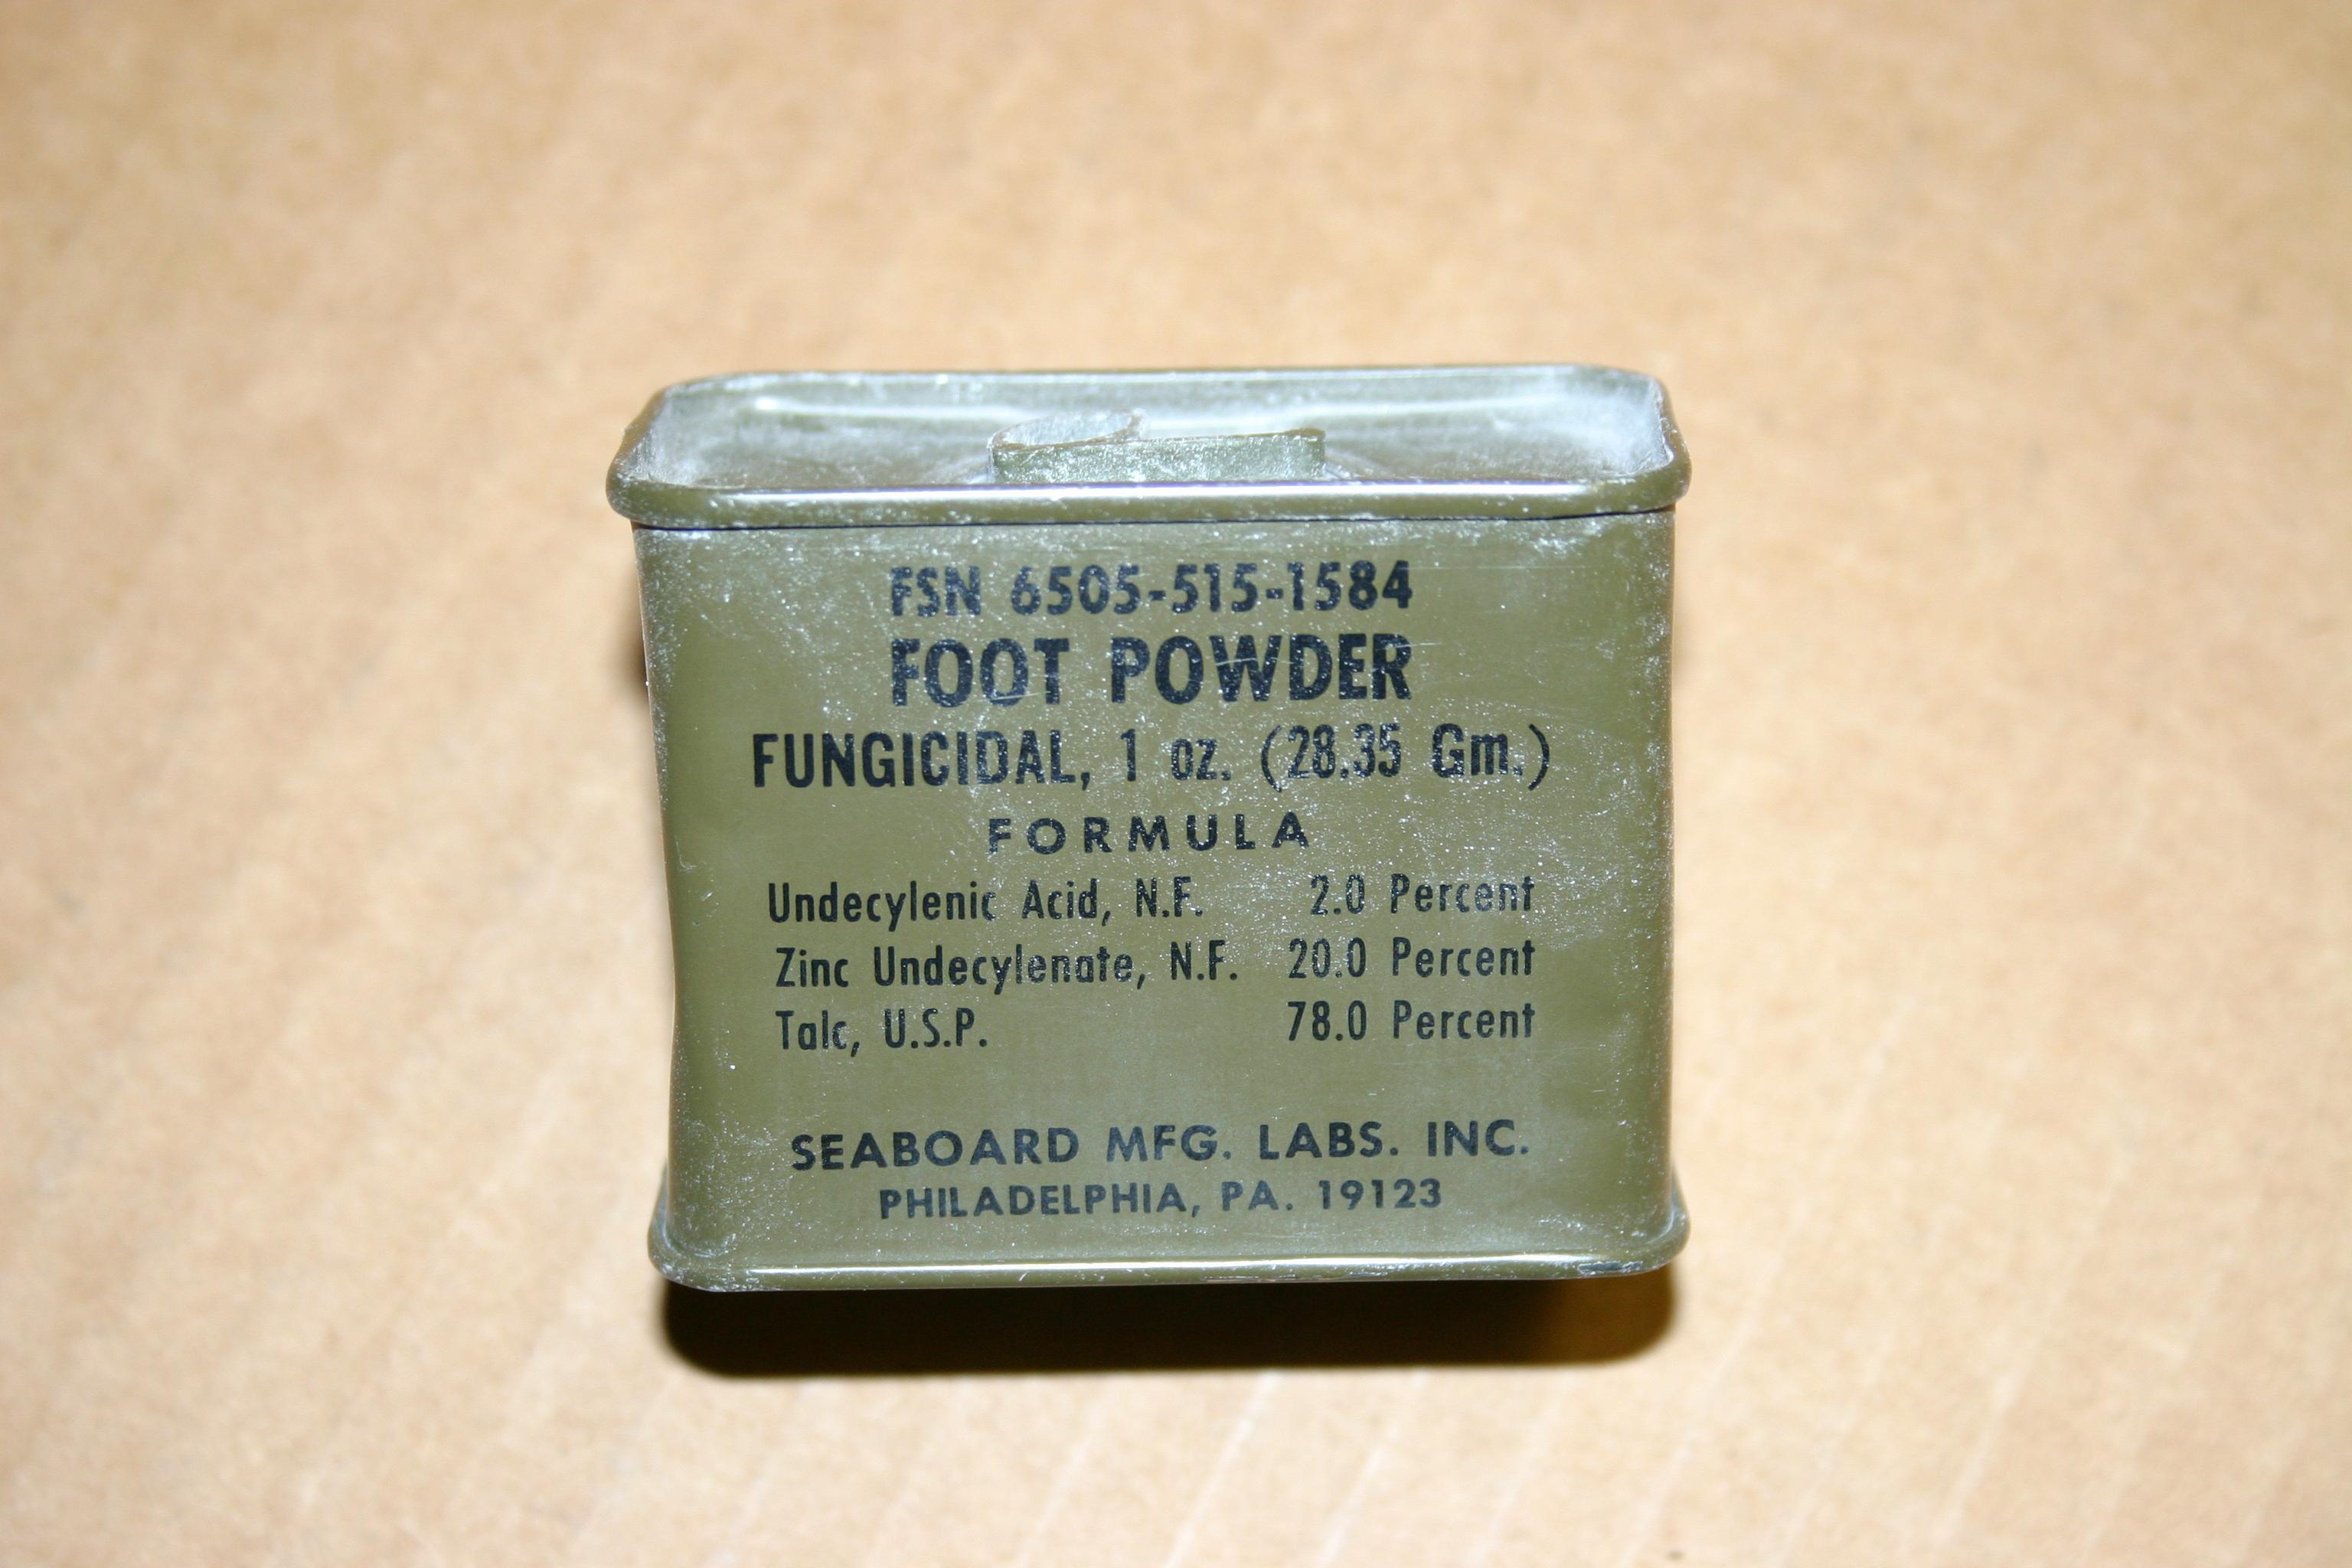 FSN 6505-515-1584
FOOT POWDER
FUNGICIDAL, 1 oz. (28.35 Gm.)
FORMULA
Undecylenic Acid, N.F. 2.0 Percent
Zinc Undecylenate, N.F. 20.0 Percent
Talc, U.S.P. 78.0 Percent
SEABOARD MFG. LABS. INC.
PHILADELPHIA, PA. 19123